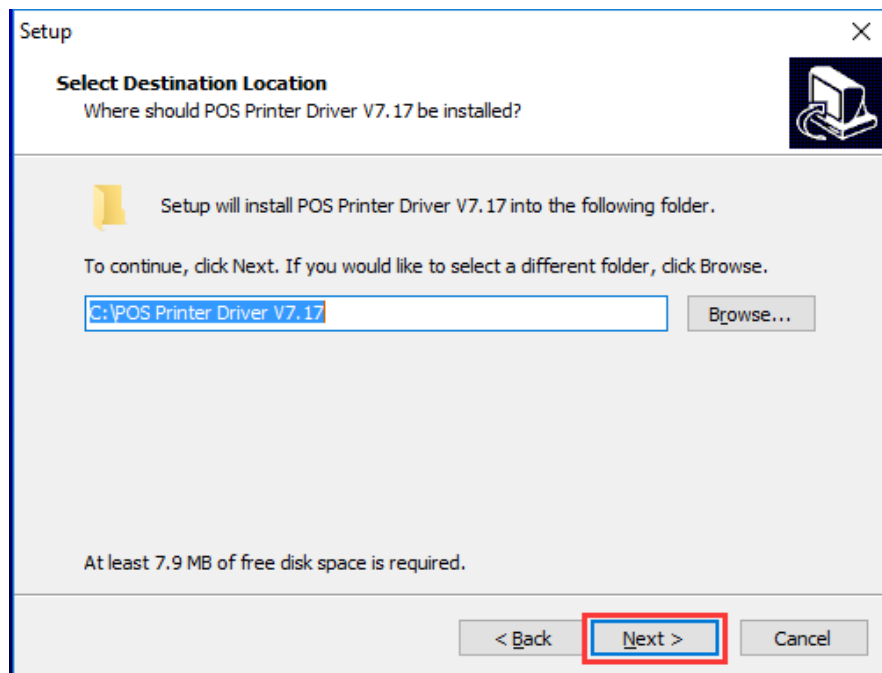 Setup
Select Destination Location
Where should POS Printer Driver V7.17 be installed?
Setup will install POS Printer Driver V7.17 into the following folder.
To continue, click Next. If you would like to select a different folder, click Browse.
C:\POS Printer Driver V7.17
Browse...
At least 7.9 MB of free disk space is required.
< Back
Next >
Cancel